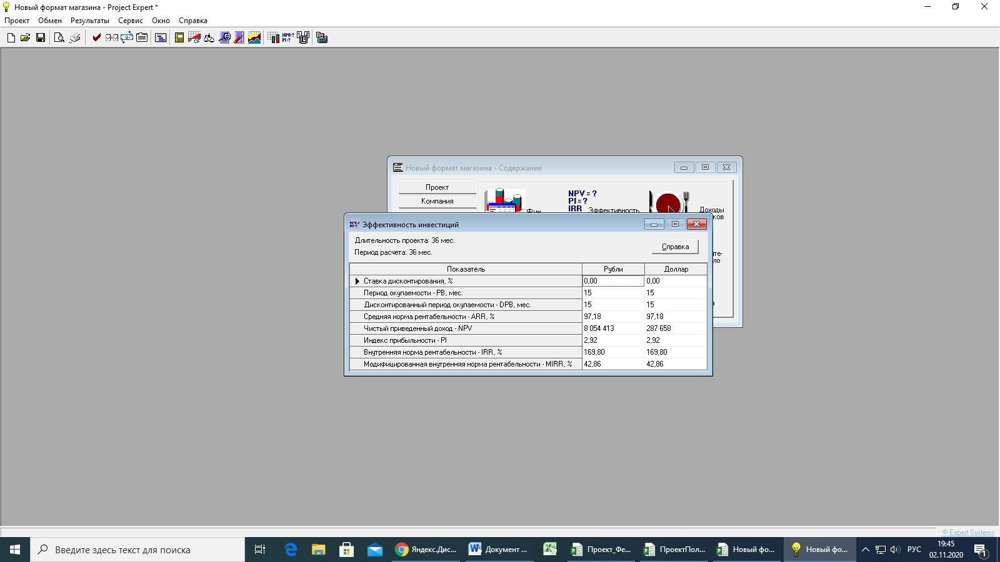 Новый формат магазина - Project Expert *
Проект Обмен Результаты Сервис Окно Справка
CF NPV=? PI=?
Новый формат магазина - Содержание
Проект
Компания
NPV = ?
PI = ?
IRR
Эффективность
Доходы
Эффективность инвестиций
Длительность проекта: 36 мес.
Период расчета: 36 мес.
Справка
Показатель Рубли Доллар
Ставка дисконтирования, % 0,00 0,00
Период окупаемости - PB, мес. 15 15
Дисконтированный период окупаемости - DPB, мес. 15 15
Средняя норма рентабельности - ARR, % 97,18 97,18
Чистый приведенный доход - NPV 8 054 413 287 658
Индекс прибыльности - PI 2,92 2,92
Внутренняя норма рентабельности - IRR, % 169,80 169,80
Модифицированная внутренняя норма рентабельности - MIRR, % 42,86 42,86
© Expert Systems
Введите здесь текст для поиска
Яндекс.Дис...
Документ ...
Проект_Фе...
ПроектПол...
Новый фо...
Новый фо...
РУС
19:45
02.11.2020
1